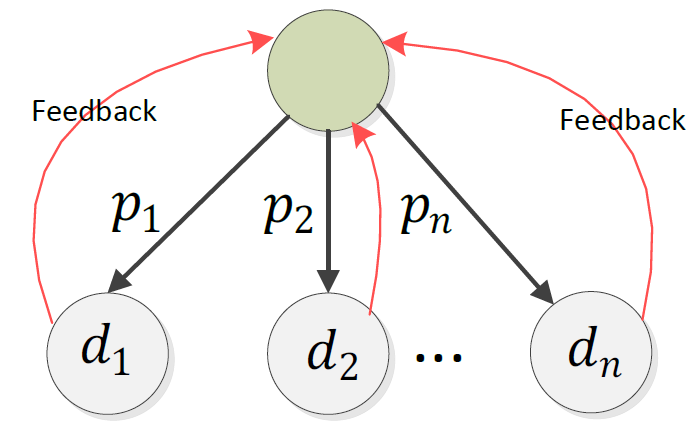 Feedback
Feedback
p₁ p₂ pₙ
d₁ d₂ ... dₙ